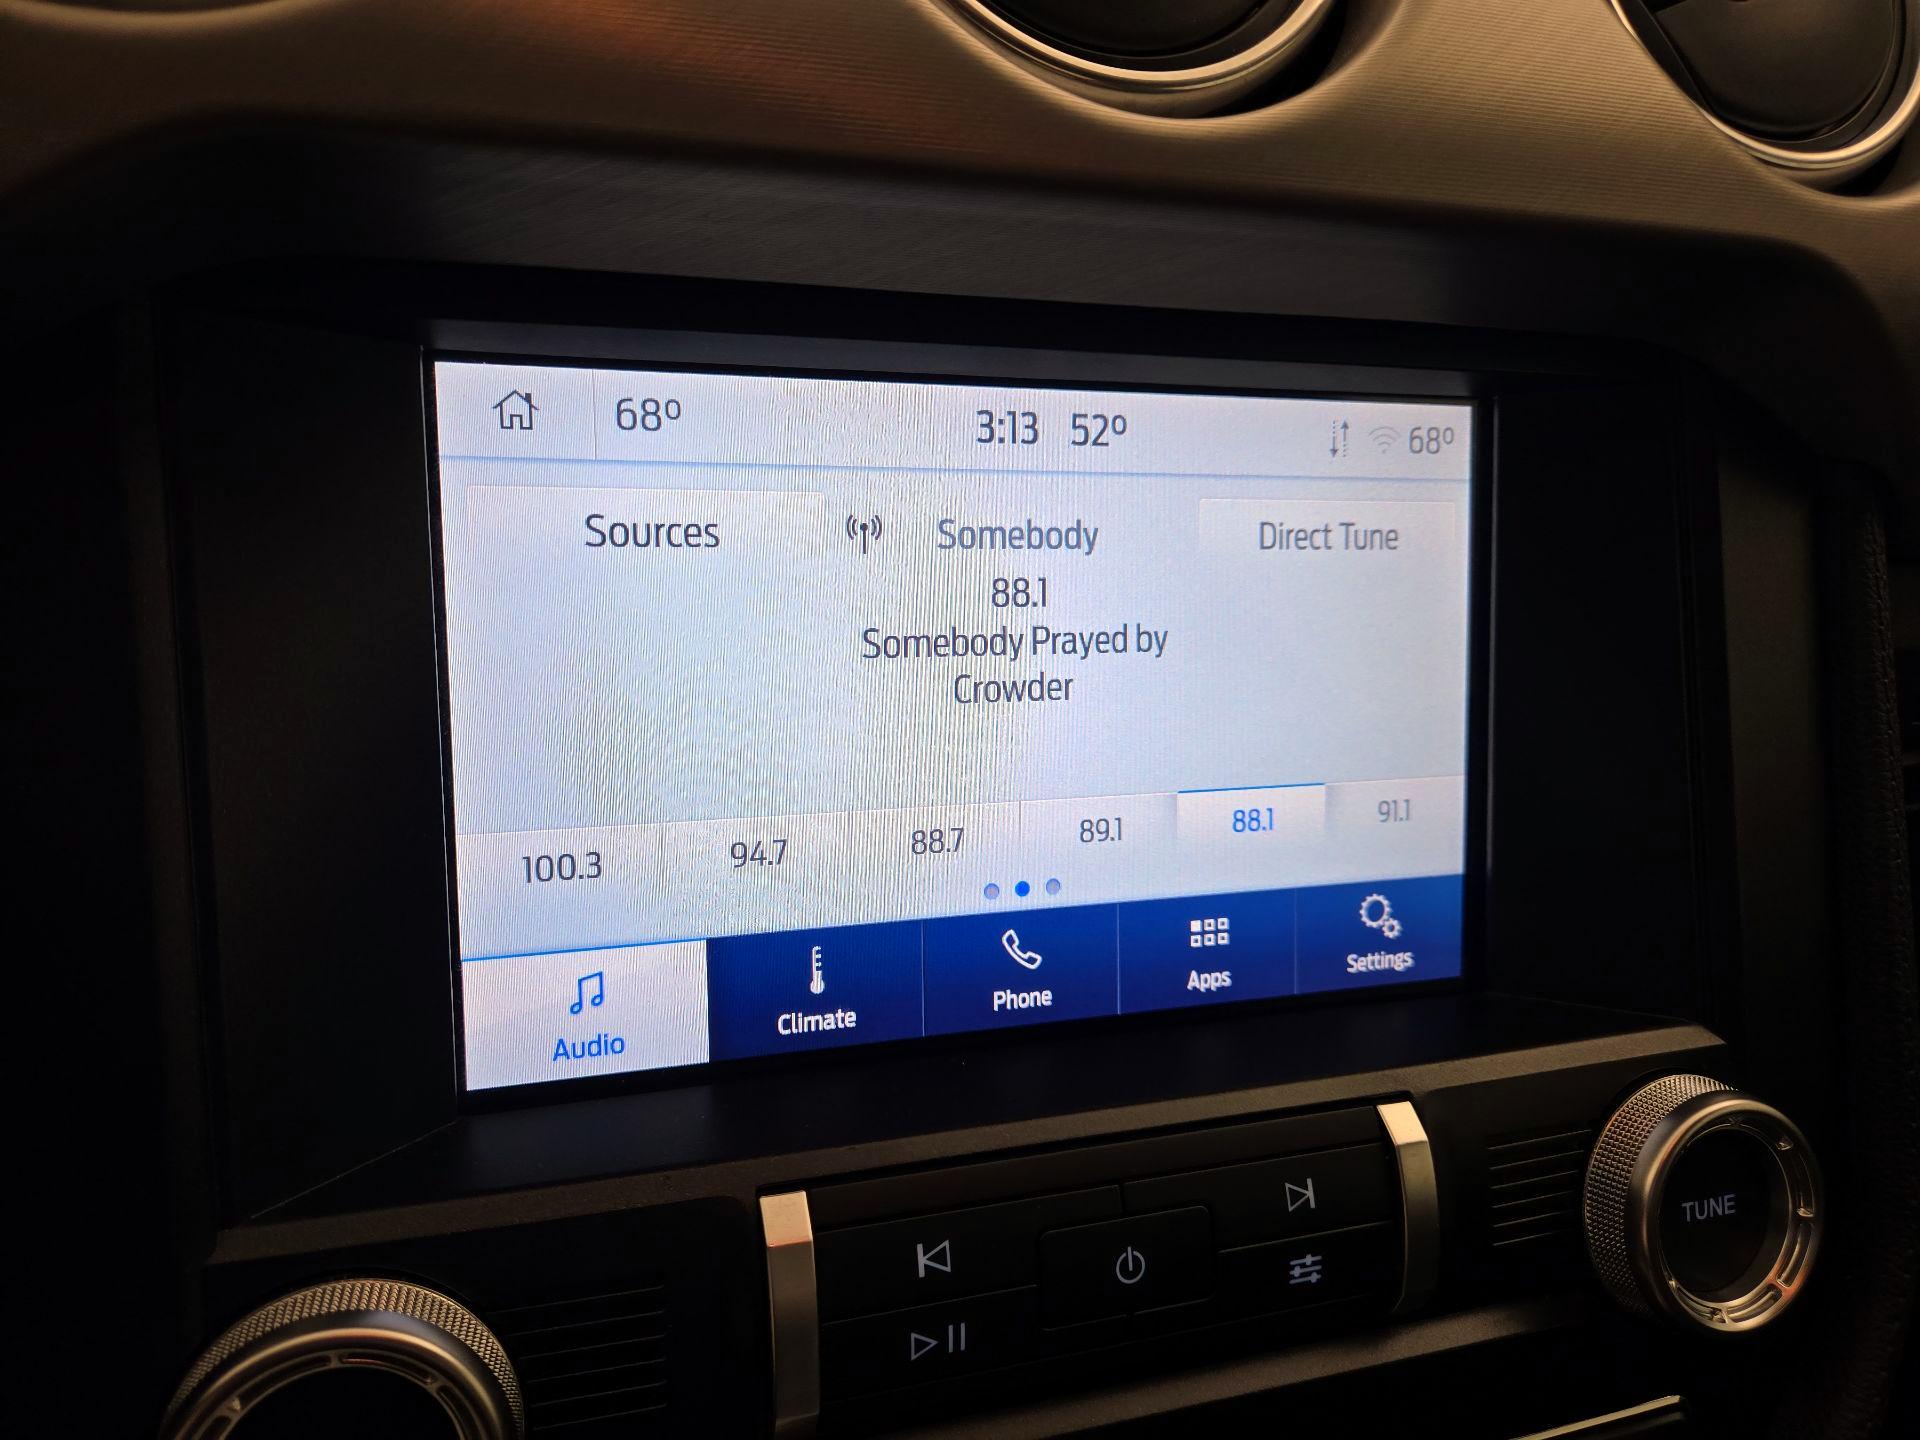 68° 3:13 52° 68°
Sources Somebody Direct Tune
88.1
Somebody Prayed by
Crowder
100.3 94.7 88.7 89.1 88.1 91.1
Audio Climate Phone Apps Settings
TUNE